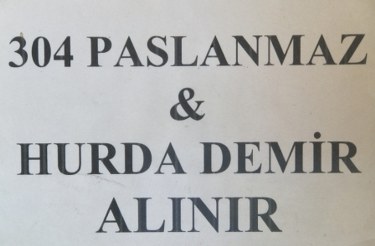 304 PASLANMAZ
&
HURDA DEMİR
ALINIR